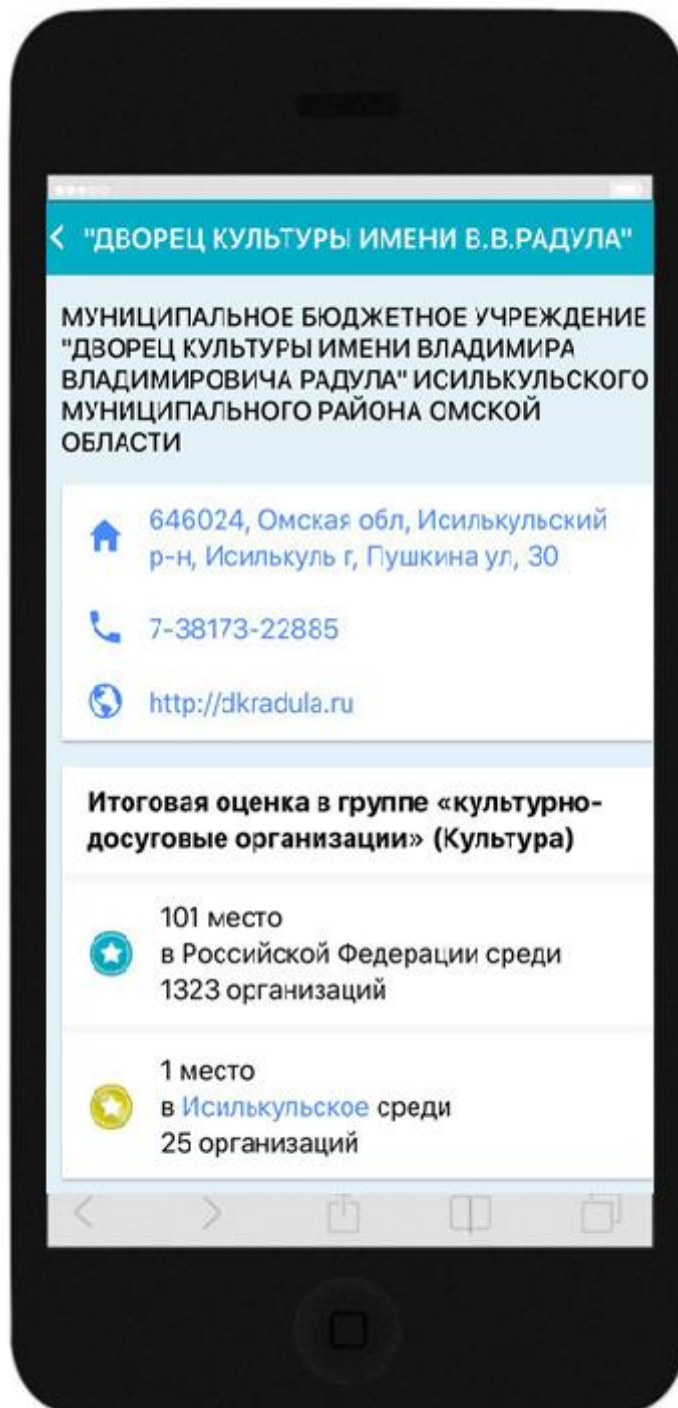 "ДВОРЕЦ КУЛЬТУРЫ ИМЕНИ В.В.РАДУЛА"
МУНИЦИПАЛЬНОЕ БЮДЖЕТНОЕ УЧРЕЖДЕНИЕ
"ДВОРЕЦ КУЛЬТУРЫ ИМЕНИ ВЛАДИМИРА
ВЛАДИМИРОВИЧА РАДУЛА" ИСИЛЬКУЛЬСКОГО
МУНИЦИПАЛЬНОГО РАЙОНА ОМСКОЙ
ОБЛАСТИ
646024, Омская обл, Исилькульский
р-н, Исилькуль г, Пушкина ул, 30
7-38173-22885
http://dkradula.ru
Итоговая оценка в группе «культурно-
досуговые организации» (Культура)
101 место
в Российской Федерации среди
1323 организаций
1 место
в Исилькульское среди
25 организаций